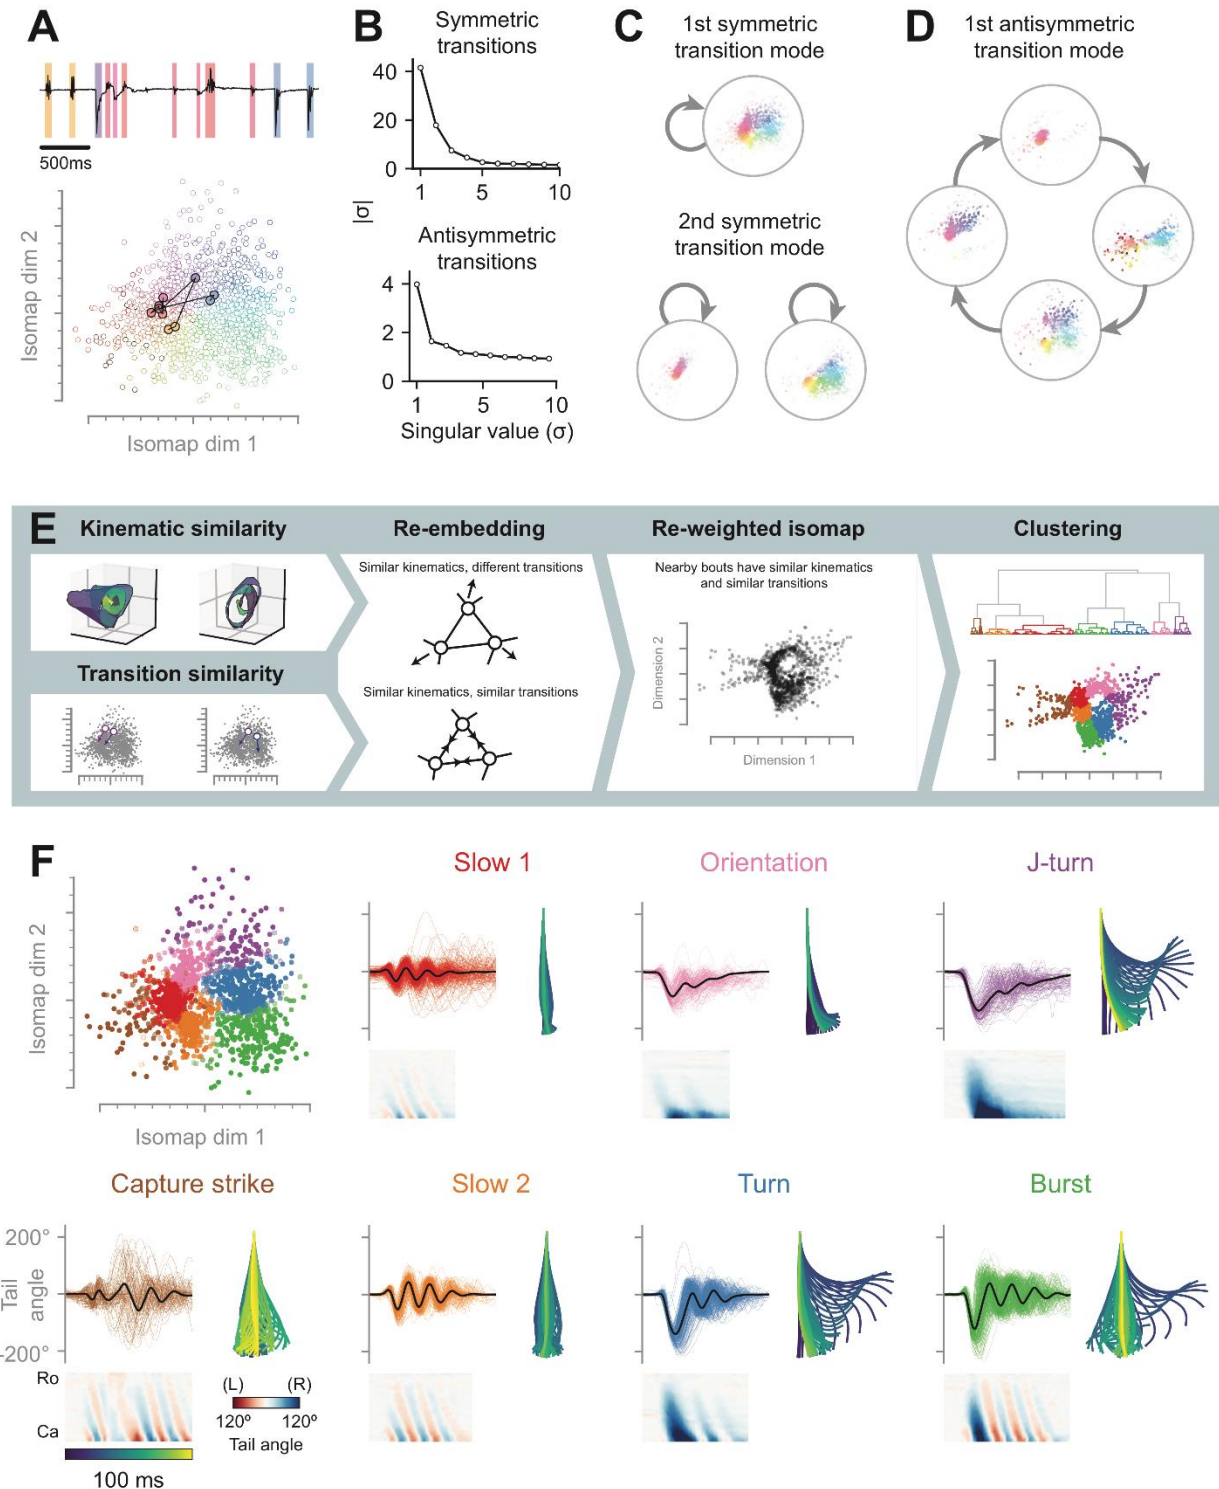 A
500ms
Isomap dim 2
Isomap dim 1
B
Symmetric
transitions
40
20
0
1
5
10
|σ|
Antisymmetric
transitions
4
2
0
1
5
10
Singular value (σ)
C
1st symmetric
transition mode
2nd symmetric
transition mode
D
1st antisymmetric
transition mode
E
Kinematic similarity
Transition similarity
Re-embedding
Similar kinematics, different transitions
Similar kinematics, similar transitions
Re-weighted isomap
Nearby bouts have similar kinematics
and similar transitions
Dimension 2
Dimension 1
Clustering
F
Isomap dim 2
Isomap dim 1
Slow 1
Orientation
J-turn
Capture strike
200°
Tail
angle
-200°
Ro
Ca
100 ms
(L)
(R)
120º
120º
Tail angle
Slow 2
Turn
Burst